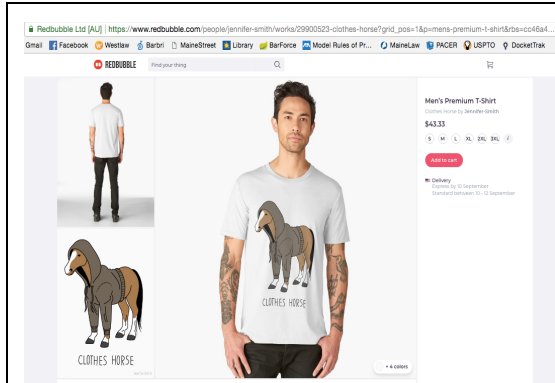 Redbubble Ltd [AU] | https://www.redbubble.com/people/jennifer-smith/works/29900523-clothes-horse?grid_pos=1&p=mens-premium-t-shirt&rbs=cc46a4...
Gmail Facebook Westlaw Barbri MaineStreet Library BarForce Model Rules of Pr... MaineLaw PACER USPTO DocketTrak
REDBUBBLE Find your thing
Men's Premium T-Shirt
Clothes Horse by Jennifer-Smith
$43.33
S M L XL 2XL 3XL i
Add to cart
Delivery
Express by 10 September
Standard between 10 - 12 September
CLOTHES HORSE
CLOTHES HORSE
+ 4 colors